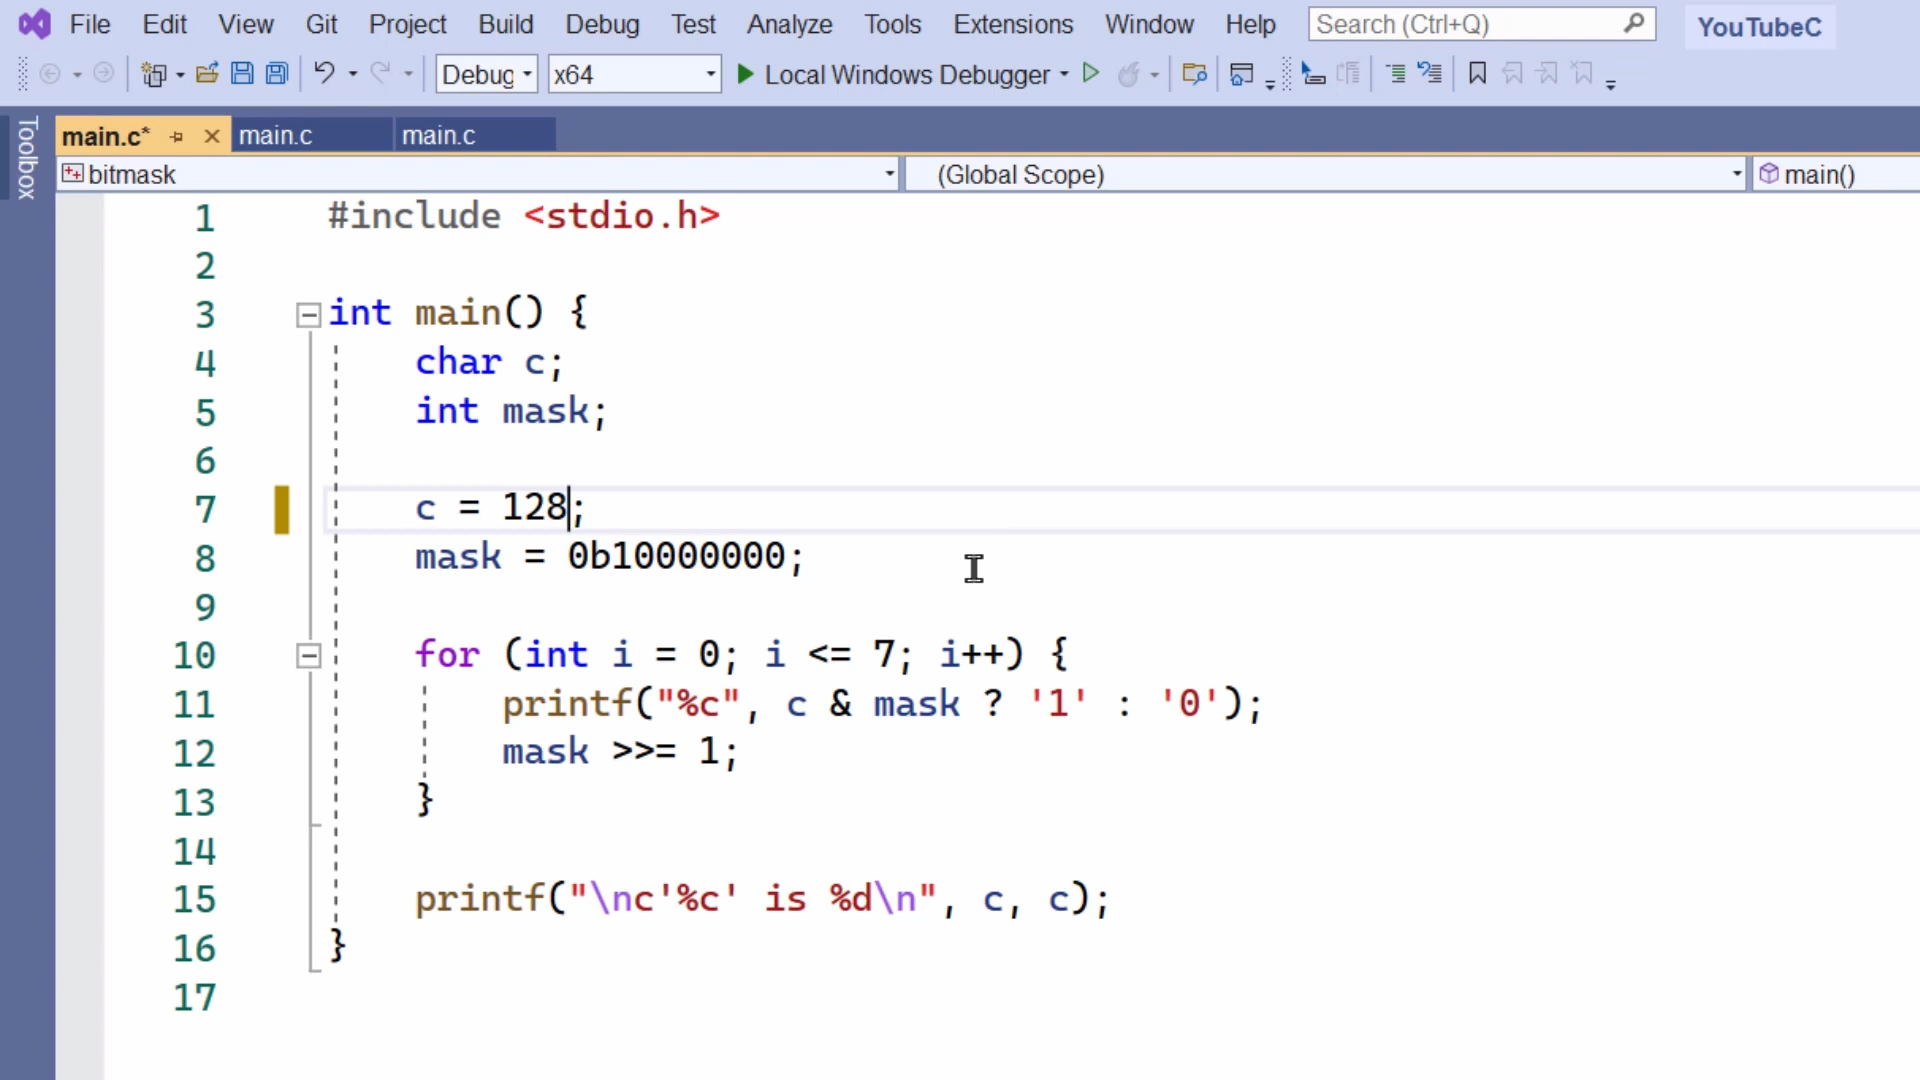 File Edit View Git Project Build Debug Test Analyze Tools Extensions Window Help Search (Ctrl+Q) YouTubeC
Debug x64 Local Windows Debugger
Toolbox
main.c* main.c main.c
bitmask (Global Scope) main()
1 #include <stdio.h>
2
3 int main() {
4 char c;
5 int mask;
6
7 c = 128;
8 mask = 0b10000000;
9
10 for (int i = 0; i <= 7; i++) {
11 printf("%c", c & mask ? '1' : '0');
12 mask >>= 1;
13 }
14
15 printf("\nc'%c' is %d\n", c, c);
16 }
17